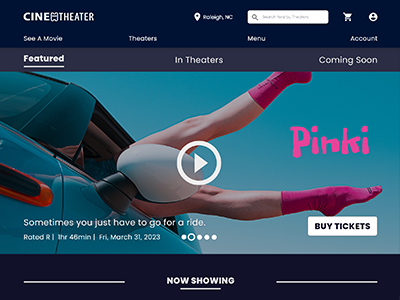 CINE THEATER
Raleigh, NC
Search Nearby Theaters
See A Movie
Theaters
Menu
Account
Featured
In Theaters
Coming Soon
Pinki
Sometimes you just have to go for a ride.
Rated R | 1hr 46min | Fri, March 31, 2023
BUY TICKETS
NOW SHOWING